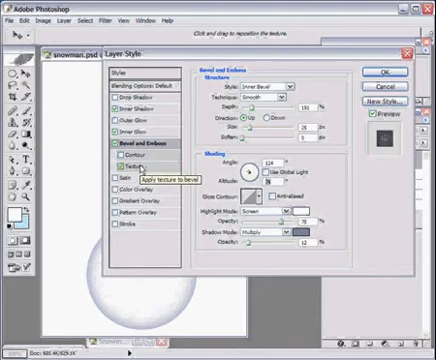 Adobe Photoshop
File Edit Image Layer Select Filter View Window Help
Click and drag to reposition the texture.
snowman.psd
Layer Style
Styles
Blending Options: Default
Drop Shadow
Inner Shadow
Outer Glow
Inner Glow
Bevel and Emboss
Contour
Texture
Apply texture to bevel
Satin
Color Overlay
Gradient Overlay
Pattern Overlay
Stroke
Bevel and Emboss
Structure
Style: Inner Bevel
Technique: Smooth
Depth: %
Direction: Up Down
Size: px
Soften: 0 px
Shading
Angle: °
Use Global Light
Altitude: °
Gloss Contour: Anti-aliased
Highlight Mode: Screen
Opacity: 75 %
Shadow Mode: Multiply
Opacity: 12 %
OK
Cancel
New Style...
Preview
Doc: